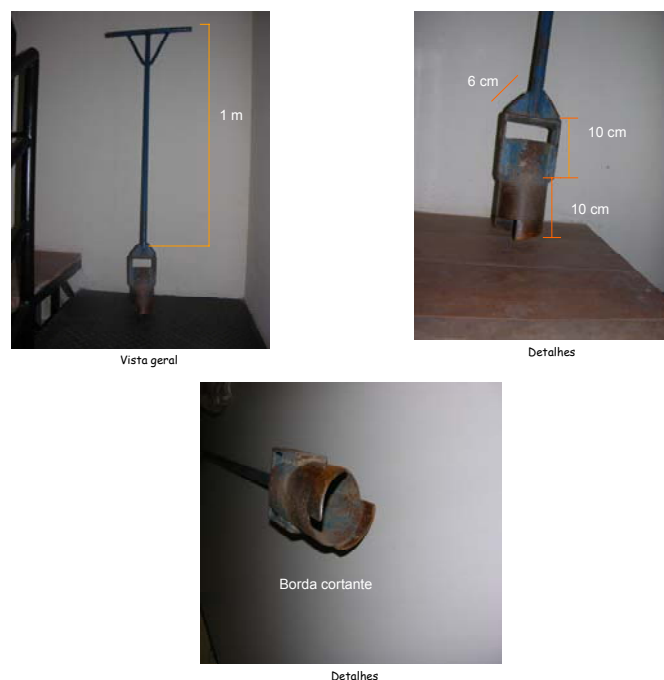 1 m
Vista geral
6 cm
10 cm
10 cm
Detalhes
Borda cortante
Detalhes